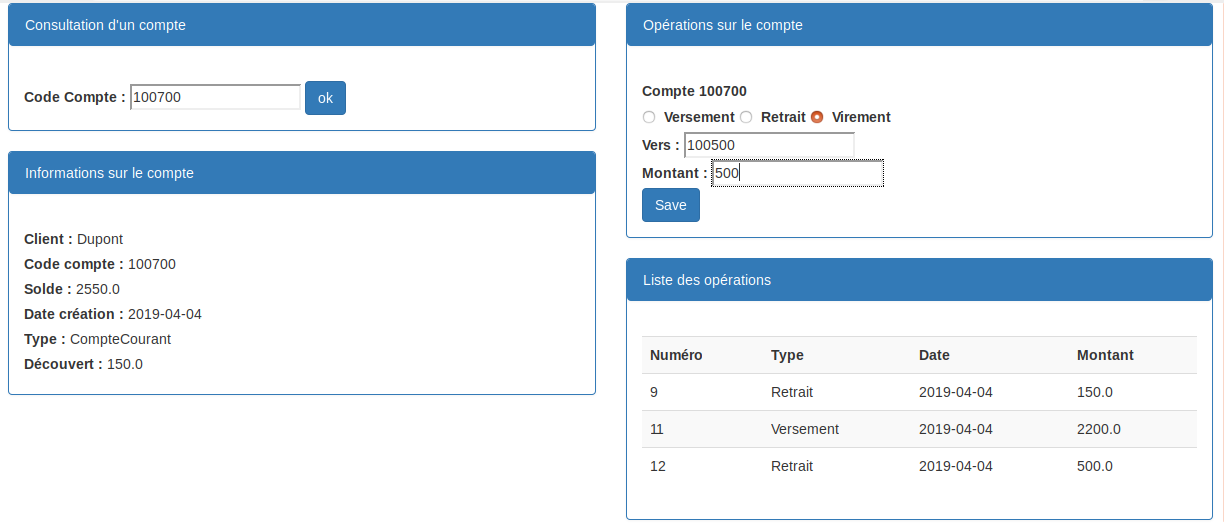 Consultation d'un compte
Code Compte : 100700 ok
Informations sur le compte
Client : Dupont
Code compte : 100700
Solde : 2550.0
Date création : 2019-04-04
Type : CompteCourant
Découvert : 150.0
Opérations sur le compte
Compte 100700
Versement Retrait Virement
Vers : 100500
Montant : 500
Save
Liste des opérations
Numéro Type Date Montant
9 Retrait 2019-04-04 150.0
11 Versement 2019-04-04 2200.0
12 Retrait 2019-04-04 500.0